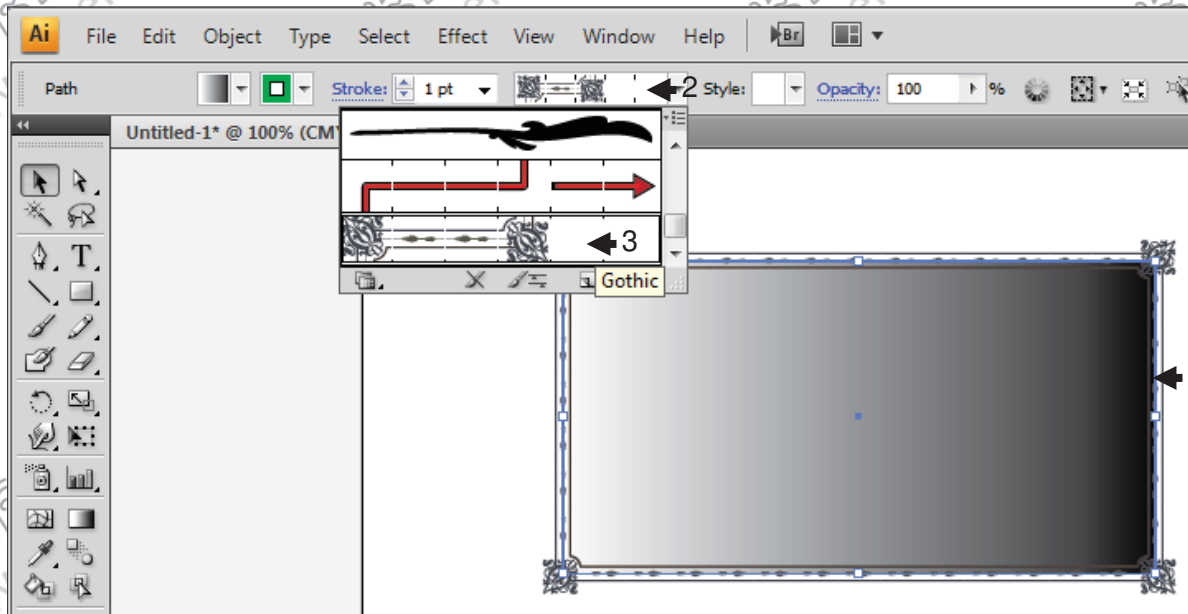 Ai File Edit Object Type Select Effect View Window Help Br
Path Stroke: 1 pt 2 Style: Opacity: 100 %
Untitled-1* @ 100% (CMY
T
3
Gothic